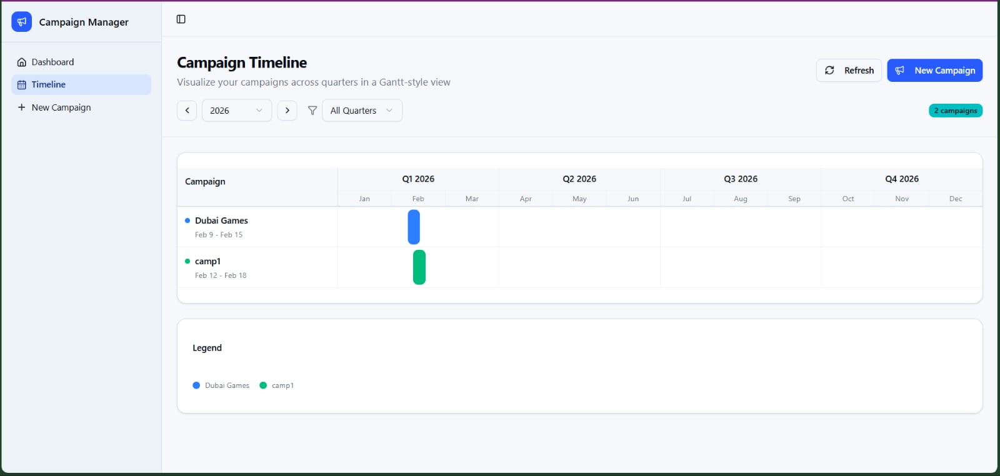 Campaign Manager
Dashboard
Timeline
New Campaign
Campaign Timeline
Visualize your campaigns across quarters in a Gantt-style view
Refresh
New Campaign
2026
All Quarters
2 campaigns
Campaign
Q1 2026
Q2 2026
Q3 2026
Q4 2026
Jan
Feb
Mar
Apr
May
Jun
Jul
Aug
Sep
Oct
Nov
Dec
Dubai Games
Feb 9 - Feb 15
camp1
Feb 12 - Feb 18
Legend
Dubai Games
camp1